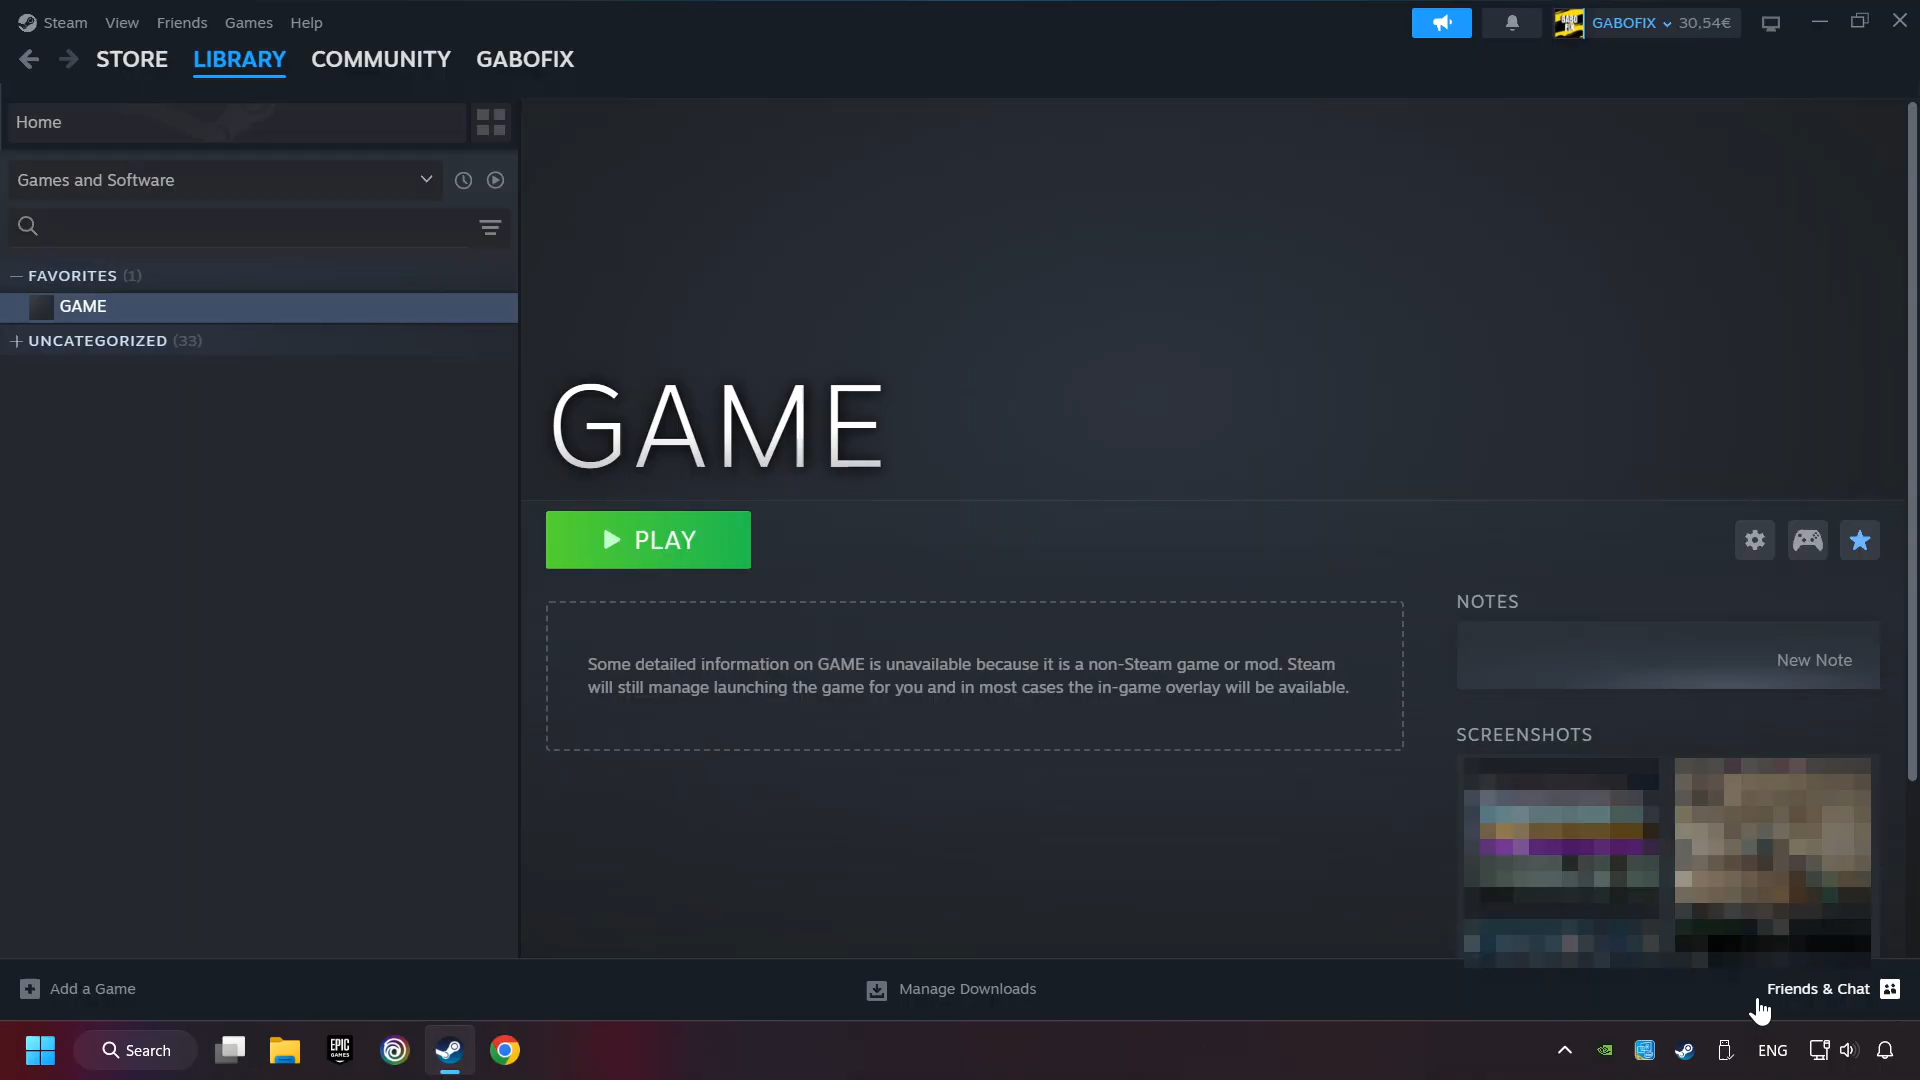 Steam View Friends Games Help
GABOFIX 30,54€
STORE LIBRARY COMMUNITY GABOFIX
Home
Games and Software
FAVORITES (1)
GAME
UNCATEGORIZED (33)
GAME
PLAY
Some detailed information on GAME is unavailable because it is a non-Steam game or mod. Steam
will still manage launching the game for you and in most cases the in-game overlay will be available.
NOTES
New Note
SCREENSHOTS
Add a Game
Manage Downloads
Friends & Chat
Search
EPIC
GAMES
ENG